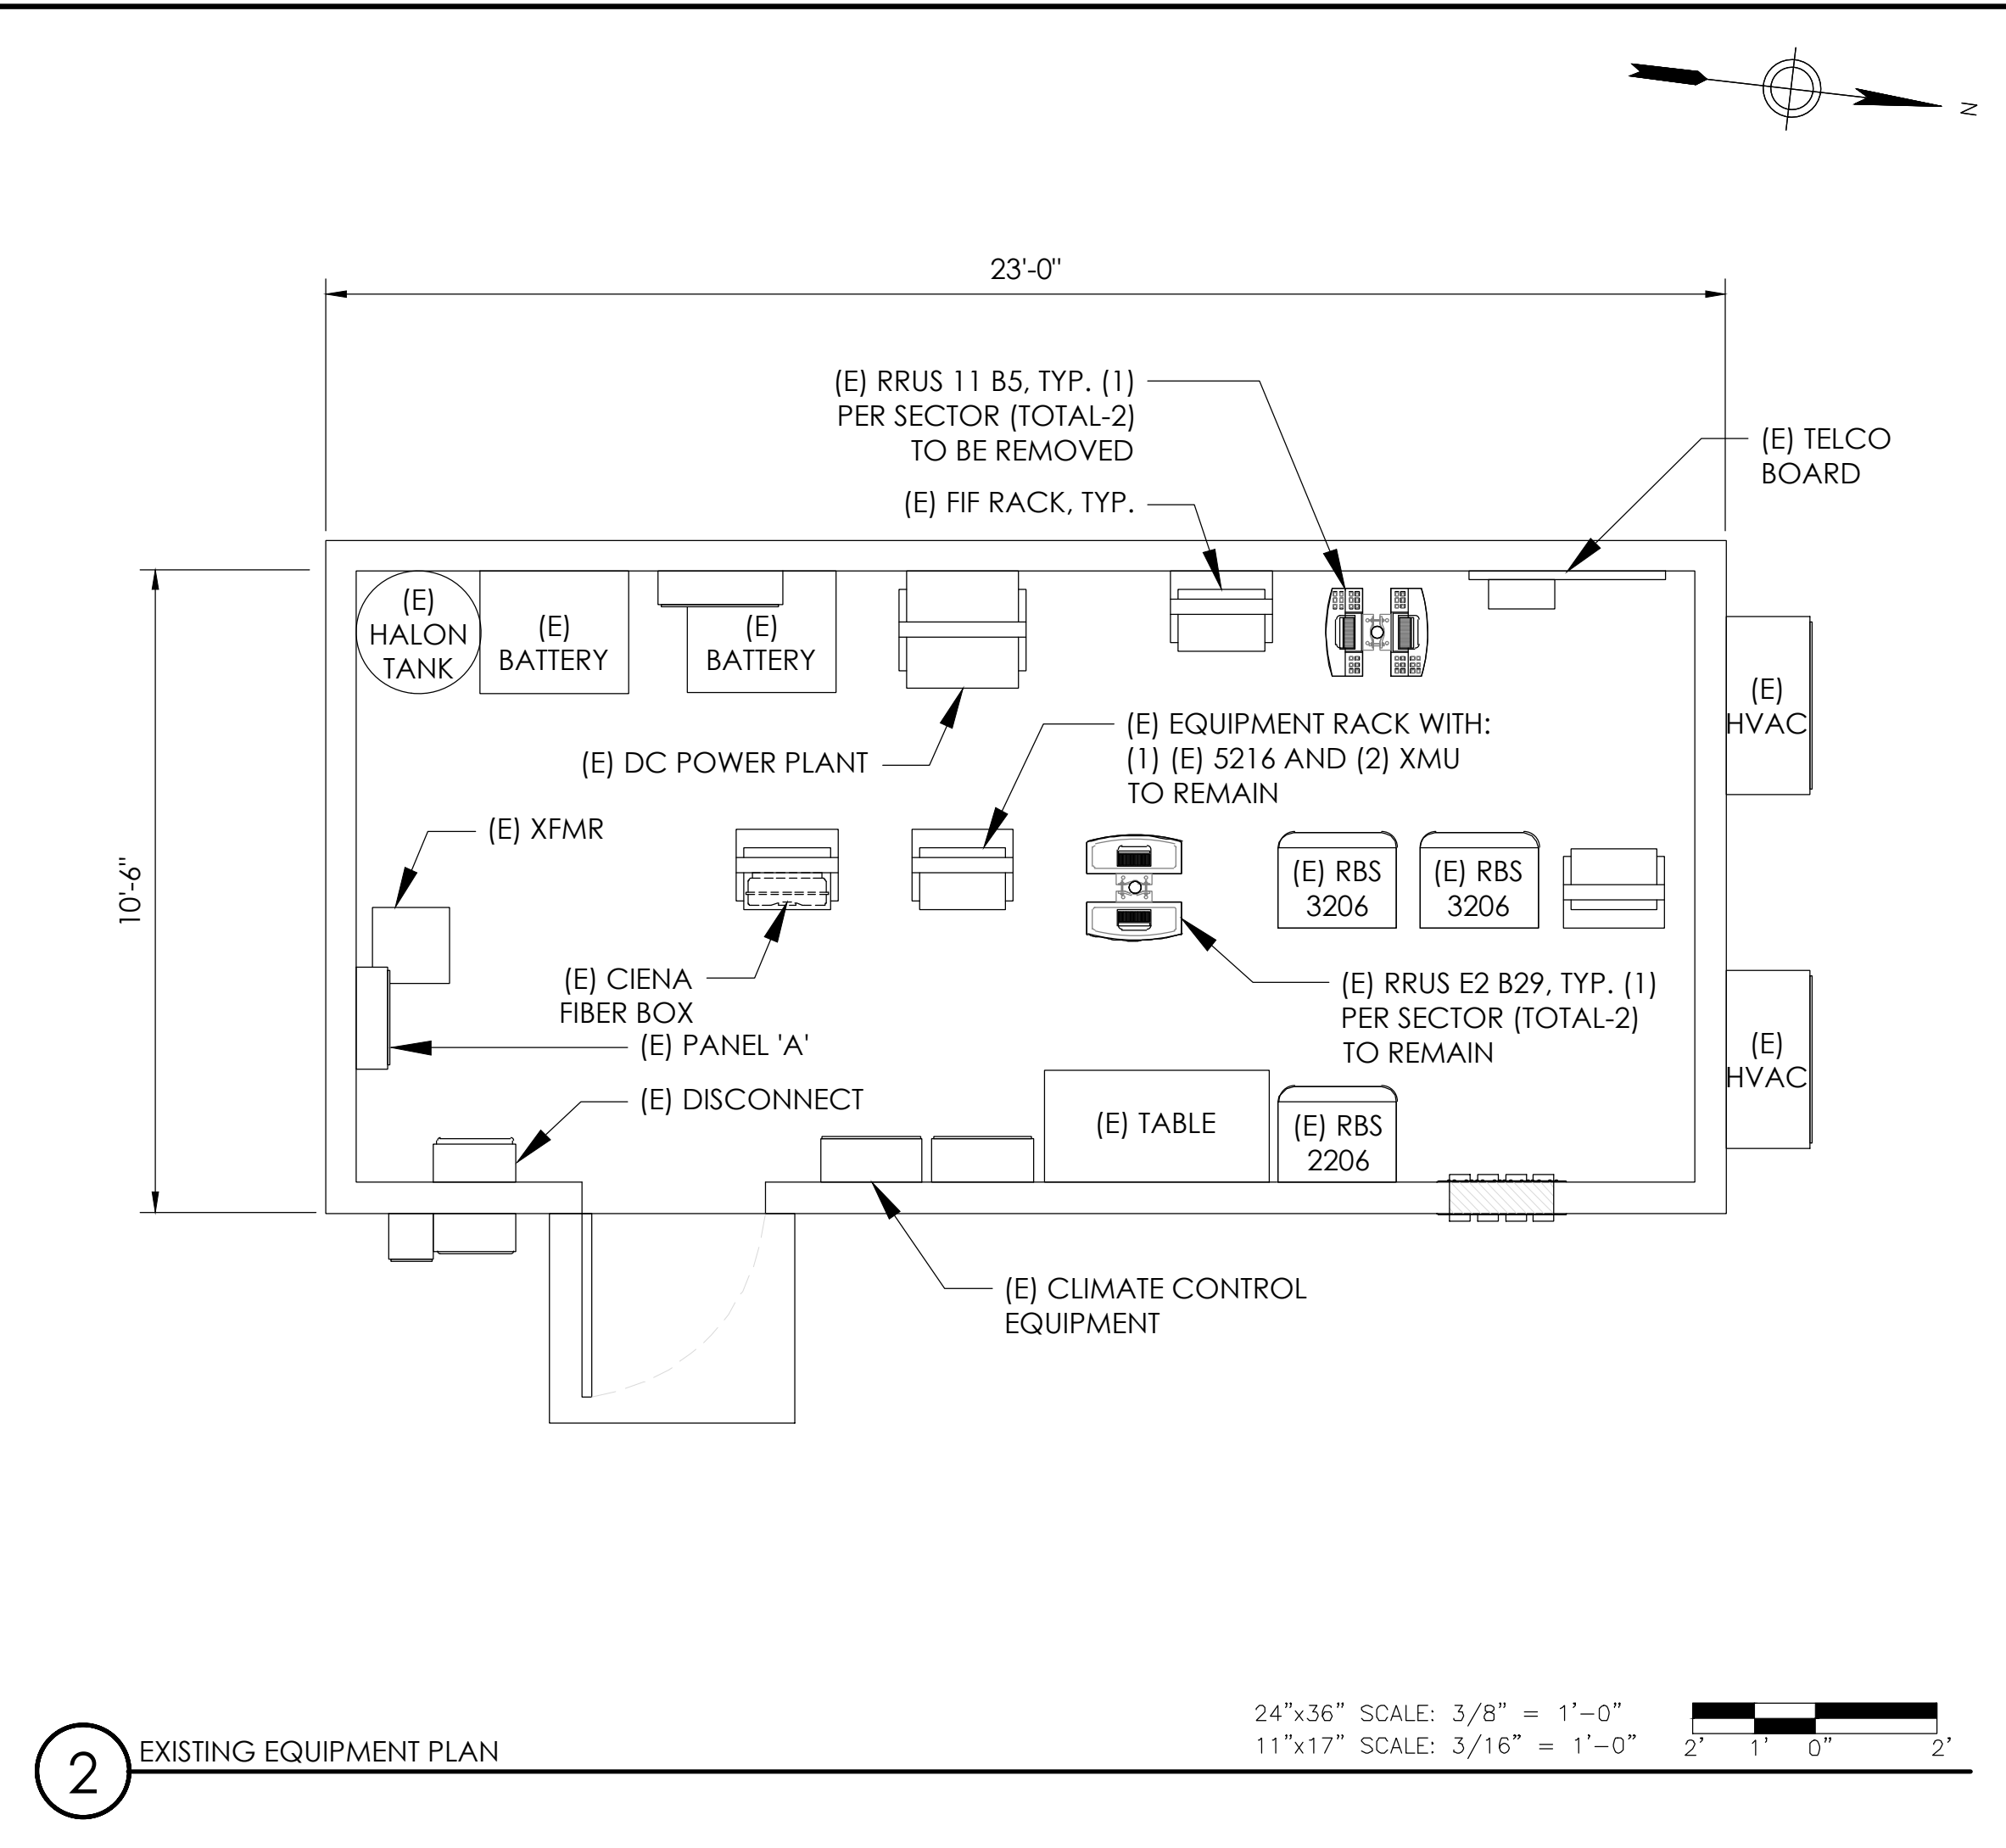 N
23'-0"
(E) RRUS 11 B5, TYP. (1)
PER SECTOR (TOTAL-2)
TO BE REMOVED
(E) FIF RACK, TYP.
(E) TELCO
BOARD
(E)
HALON
TANK
(E)
BATTERY
(E)
BATTERY
(E)
HVAC
(E) DC POWER PLANT
(E) EQUIPMENT RACK WITH:
(1) (E) 5216 AND (2) XMU
TO REMAIN
(E) XFMR
10'-6"
(E) RBS
3206
(E) RBS
3206
(E) CIENA
FIBER BOX
(E) RRUS E2 B29, TYP. (1)
PER SECTOR (TOTAL-2)
TO REMAIN
(E) PANEL 'A'
(E)
HVAC
(E) DISCONNECT
(E) TABLE
(E) RBS
2206
(E) CLIMATE CONTROL
EQUIPMENT
2
EXISTING EQUIPMENT PLAN
24"x36" SCALE: 3/8" = 1'-0"
11"x17" SCALE: 3/16" = 1'-0"
2' 1' 0" 2'